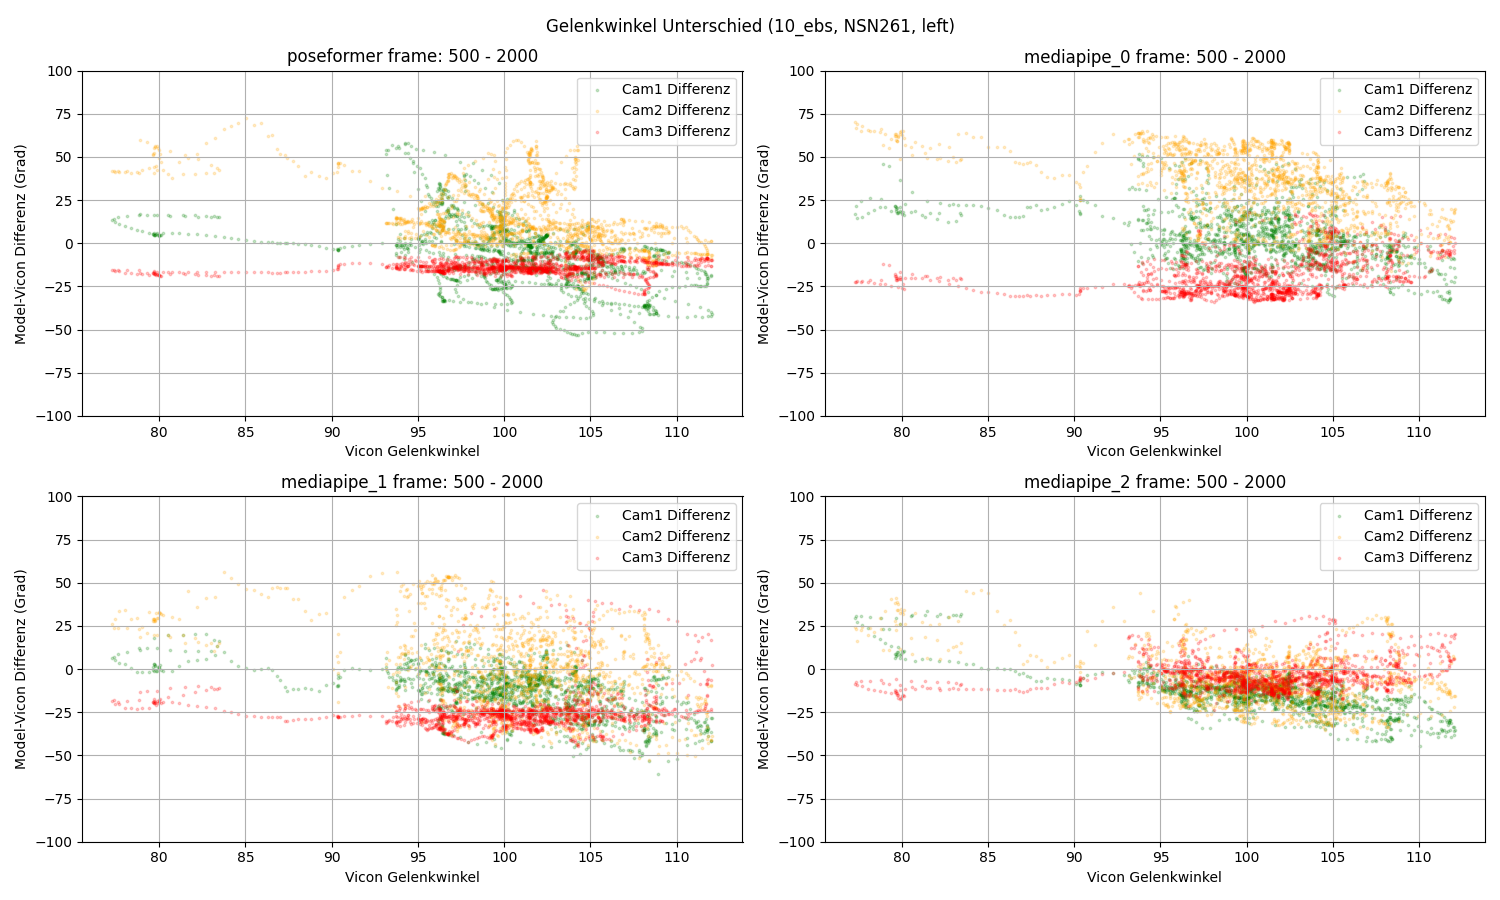 Gelenkwinkel Unterschied (10_ebs, NSN261, left)
poseformer frame: 500 - 2000
100
75
50
25
0
−25
−50
−75
−100
Model-Vicon Differenz (Grad)
Cam1 Differenz
Cam2 Differenz
Cam3 Differenz
80 85 90 95 100 105 110
Vicon Gelenkwinkel
mediapipe_0 frame: 500 - 2000
100
75
50
25
0
−25
−50
−75
−100
Model-Vicon Differenz (Grad)
Cam1 Differenz
Cam2 Differenz
Cam3 Differenz
80 85 90 95 100 105 110
Vicon Gelenkwinkel
mediapipe_1 frame: 500 - 2000
100
75
50
25
0
−25
−50
−75
−100
Model-Vicon Differenz (Grad)
Cam1 Differenz
Cam2 Differenz
Cam3 Differenz
80 85 90 95 100 105 110
Vicon Gelenkwinkel
mediapipe_2 frame: 500 - 2000
100
75
50
25
0
−25
−50
−75
−100
Model-Vicon Differenz (Grad)
Cam1 Differenz
Cam2 Differenz
Cam3 Differenz
80 85 90 95 100 105 110
Vicon Gelenkwinkel